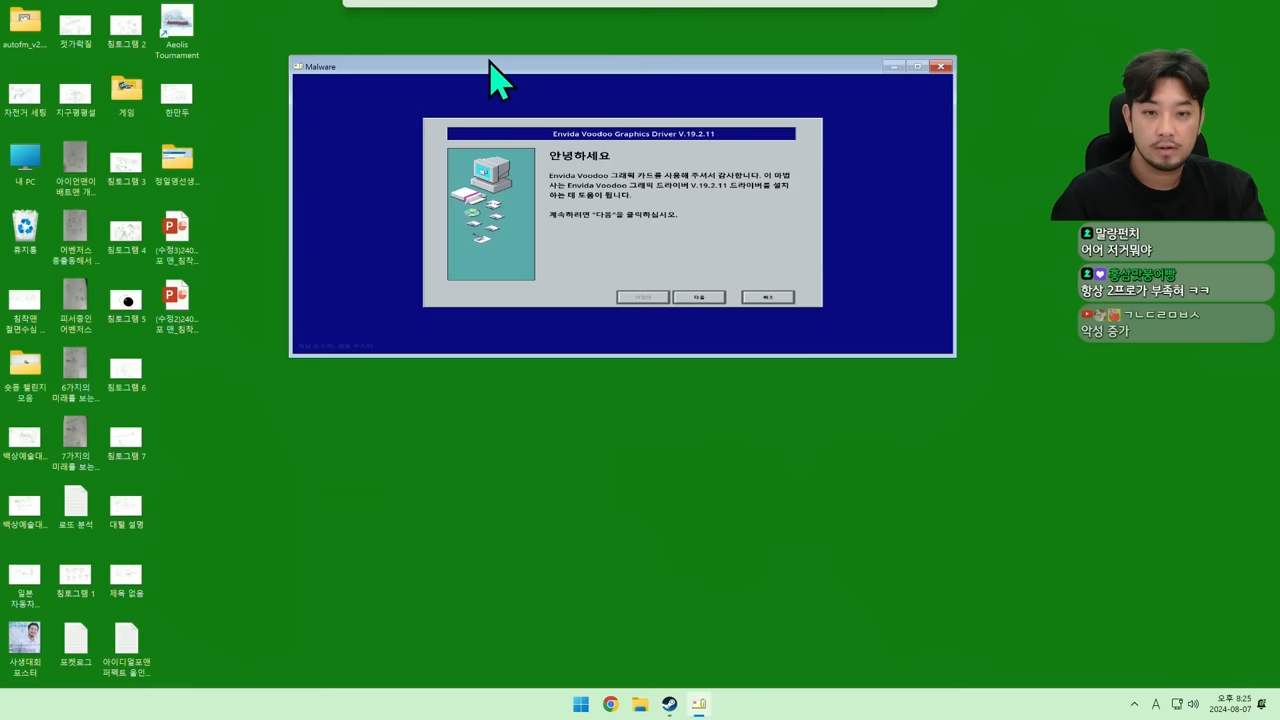 autofm_v2...
젓가락질
침토그램 2
Aeolis
Tournament
자전거 세팅
지구평평설
게임
한만두
내 PC
아이언맨이
배트맨 개...
침토그램 3
정일영선생...
휴지통
어벤저스
종출동해서 ...
침토그램 4
(수정3)240...
포 맨_침착...
침착맨
철면수심 ...
피서중인
어벤저스
침토그램 5
(수정2)240...
포 맨_침착...
숏폼 챌린지
모음
6가지의
미래를 보는...
침토그램 6
백상예술대...
7가지의
미래를 보는...
침토그램 7
백상예술대...
로또 분석
대털 설명
일본
자동차...
침토그램 1
제목 없음
사생대회
포스터
포켓로그
아이디얼포맨
퍼펙트 올인...
Malware
Envida Voodoo Graphics Driver V.19.2.11
안녕하세요
Envida Voodoo 그래픽 카드를 사용해 주셔서 감사합니다. 이 마법
사는 Envida Voodoo 그래픽 드라이버 V.19.2.11 드라이버를 설치
하는 데 도움이 됩니다.
계속하려면 "다음"을 클릭하십시오.
다음
말랑펀치
어어 저거뭐야
홍삼맛붕어빵
항상 2프로가 부족혀 ㅋㅋ
ㄱㄴㄷㄹㅁㅂㅅ
악성 증가
A
오후 8:25
2024-08-07